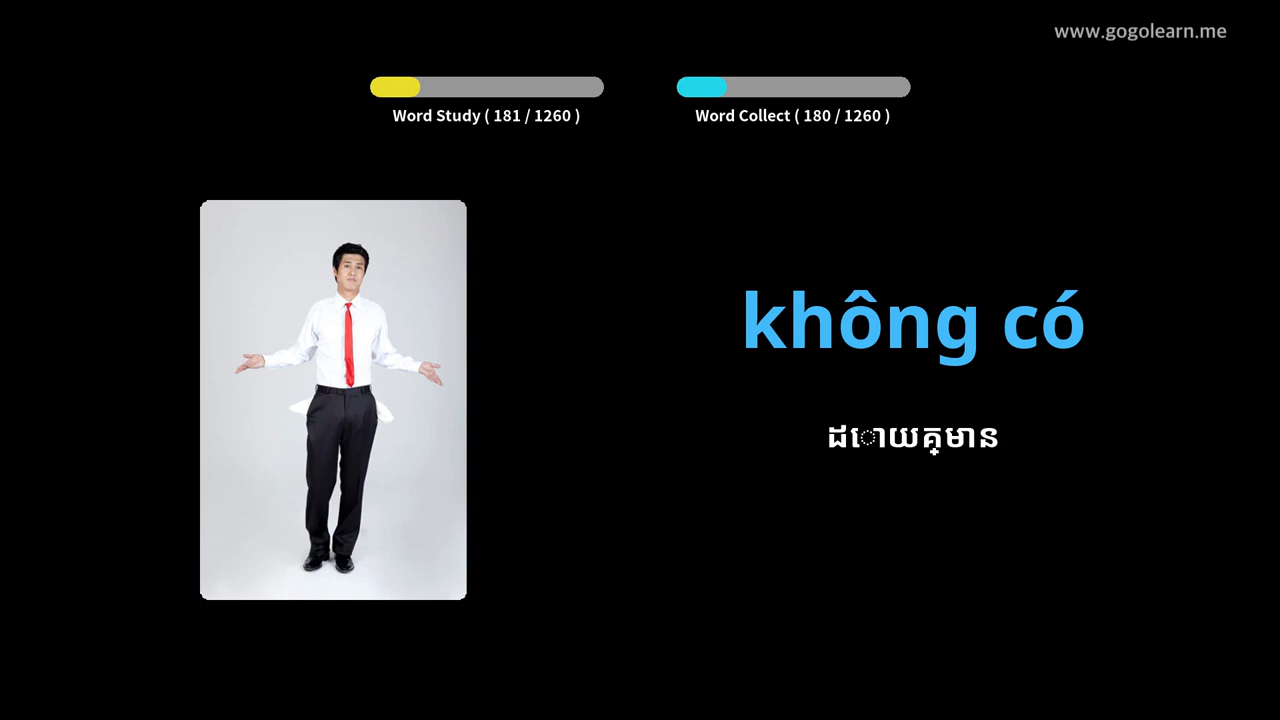 www.gogolearn.me
Word Study ( 181 / 1260 )
Word Collect ( 180 / 1260 )
không có
ដោយគ្មាន